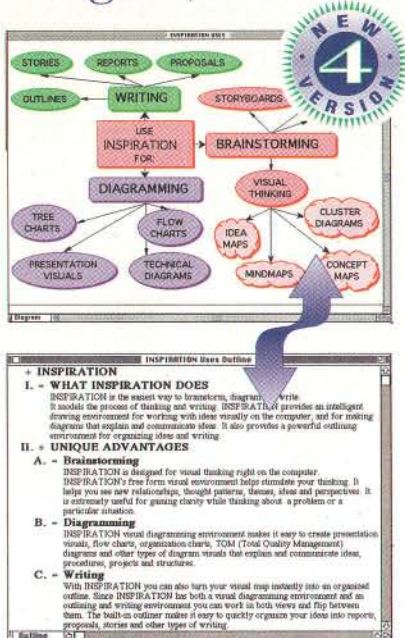 INSPIRATION USES
NEW
4
VERSION
STORIES
REPORTS
PROPOSALS
OUTLINES
WRITING
STORYBOARDS
USE
INSPIRATION
FOR:
BRAINSTORMING
DIAGRAMMING
VISUAL
THINKING
TREE
CHARTS
FLOW
CHARTS
IDEA
MAPS
CLUSTER
DIAGRAMS
PRESENTATION
VISUALS
TECHNICAL
DIAGRAMS
MINDMAPS
CONCEPT
MAPS
Diagram
INSPIRATION Uses Outline
+ INSPIRATION
I. - WHAT INSPIRATION DOES
INSPIRATION is the easiest way to brainstorm, diagram write.
It models the process of thinking and writing. INSPIRATION provides an intelligent
drawing environment for working with ideas visually on the computer, and for making
diagrams that explain and communicate ideas. It also provides a powerful outlining
environment for organizing ideas and writing.
II. + UNIQUE ADVANTAGES
A. - Brainstorming
INSPIRATION is designed for visual thinking right on the computer.
INSPIRATION's free form visual environment helps stimulate your thinking. It
helps you see new relationships, thought patterns, themes, ideas and perspectives. It
is extremely useful for gaining clarity while thinking about a problem or a
particular situation.
B. - Diagramming
INSPIRATION visual diagramming environment makes it easy to create presentation
visuals, flow charts, organization charts, TQM (Total Quality Management)
diagrams and other types of diagram visuals that explain and communicate ideas,
procedures, projects and structures.
C. - Writing
With INSPIRATION you can also turn your visual map instantly into an organized
outline. Since INSPIRATION has both a visual diagramming environment and an
outlining and writing environment you can work in both views and flip between
them. The built-in outliner makes it easy to quickly organize your ideas into reports,
proposals, stories and other types of writing.
Outline